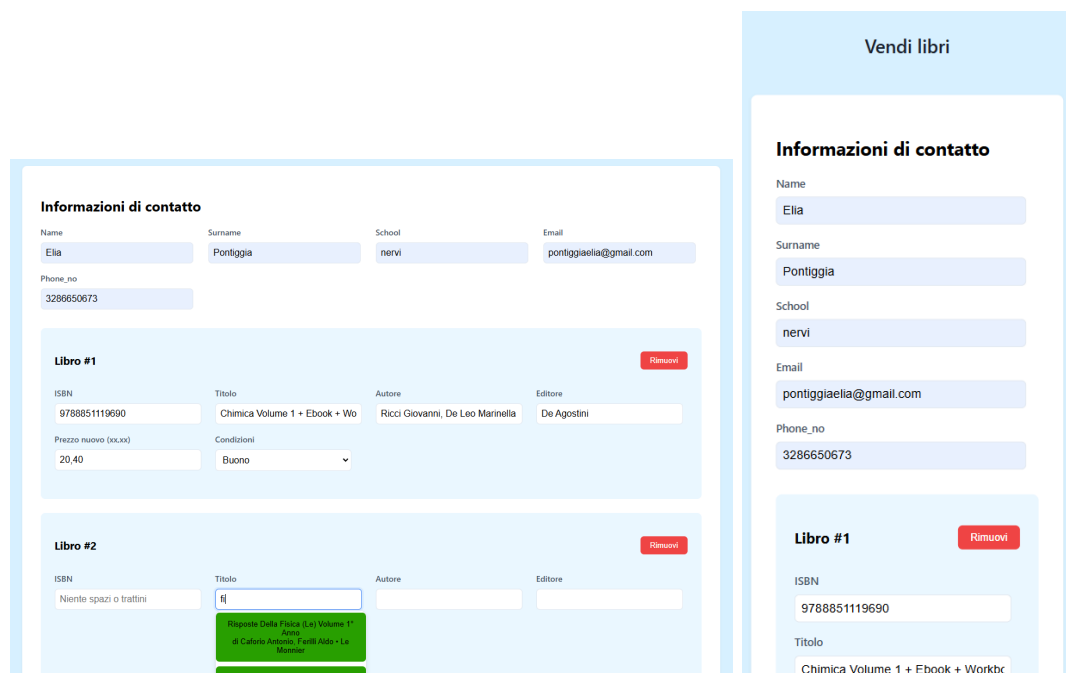 Informazioni di contatto
Name
Surname
School
Email
Elia
Pontiggia
nervi
pontiggiaelia@gmail.com
Phone_no
3286650673
Libro #1
Rimuovi
ISBN
Titolo
Autore
Editore
9788851119690
Chimica Volume 1 + Ebook + Wo
Ricci Giovanni, De Leo Marinella
De Agostini
Prezzo nuovo (xx.xx)
Condizioni
20,40
Buono
Libro #2
Rimuovi
ISBN
Titolo
Autore
Editore
Niente spazi o trattini
fi
Risposte Della Fisica (Le) Volume 1°
Anno
di Caforio Antonio, Ferilli Aldo • Le
Monnier
Vendi libri
Informazioni di contatto
Name
Elia
Surname
Pontiggia
School
nervi
Email
pontiggiaelia@gmail.com
Phone_no
3286650673
Libro #1
Rimuovi
ISBN
9788851119690
Titolo
Chimica Volume 1 + Ebook + Workbo